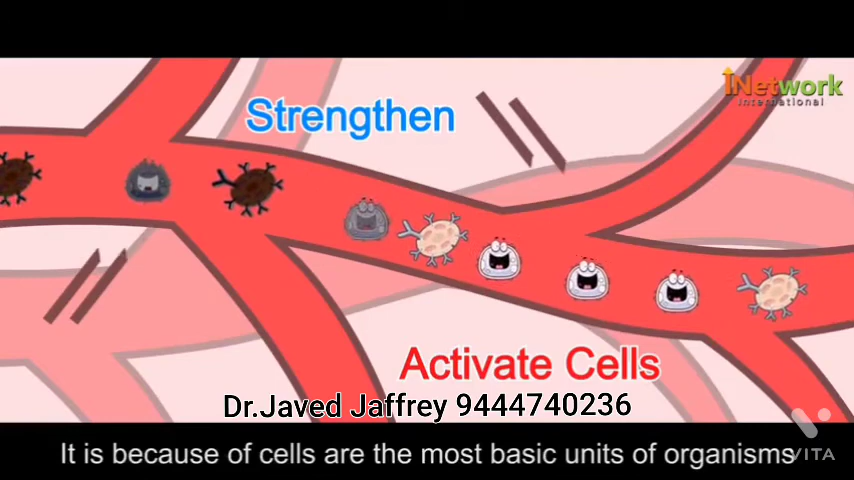 iNetwork
international
Strengthen
Activate Cells
Dr.Javed Jaffrey 9444740236
It is because of cells are the most basic units of organisms
VITA